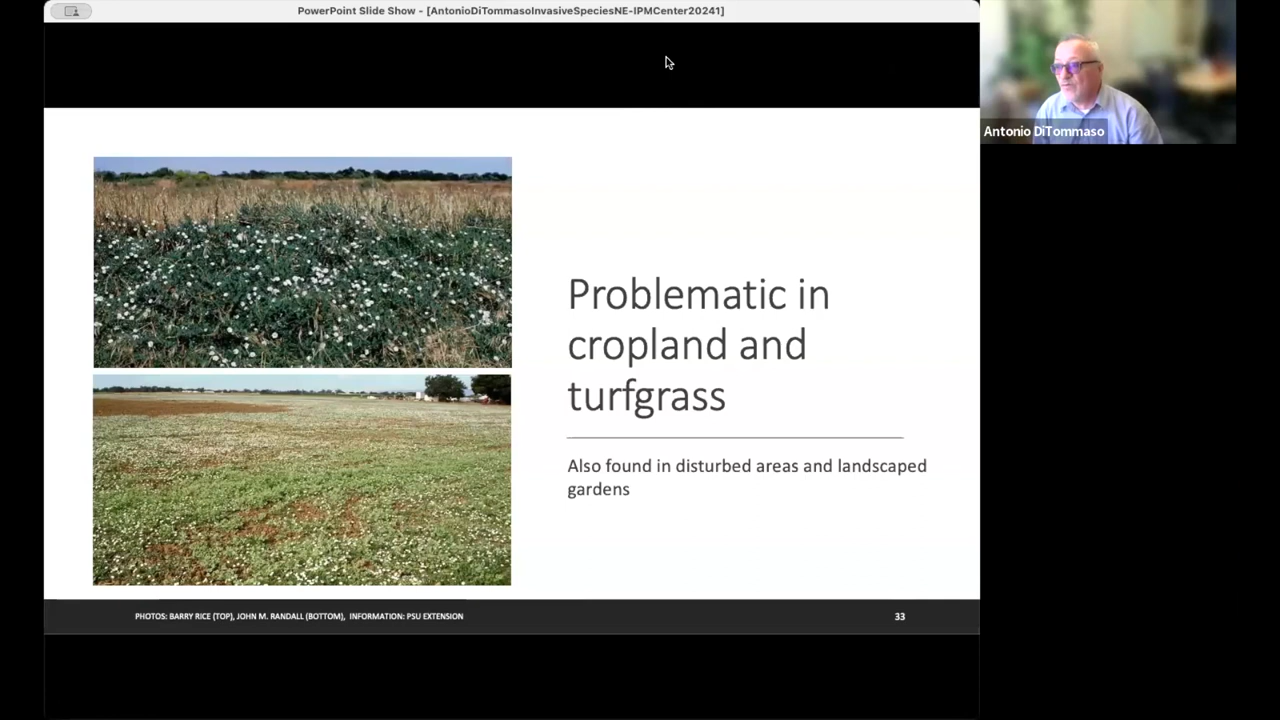 PowerPoint Slide Show - [AntonioDiTommasoInvasiveSpeciesNE-IPMCenter20241]
Antonio DiTommaso
Problematic in
cropland and
turfgrass
Also found in disturbed areas and landscaped
gardens
PHOTOS: BARRY RICE (TOP), JOHN M. RANDALL (BOTTOM), INFORMATION: PSU EXTENSION
33